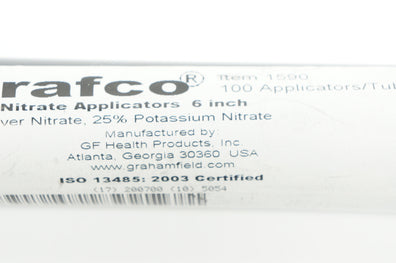 rafco® Item 1590
100 Applicators/Tub
Nitrate Applicators 6 inch
ver Nitrate, 25% Potassium Nitrate
Manufactured by:
GF Health Products, Inc.
Atlanta, Georgia 30360 USA
www.grahamfield.com
ISO 13485: 2003 Certified
(17) 200700 (10) 5054